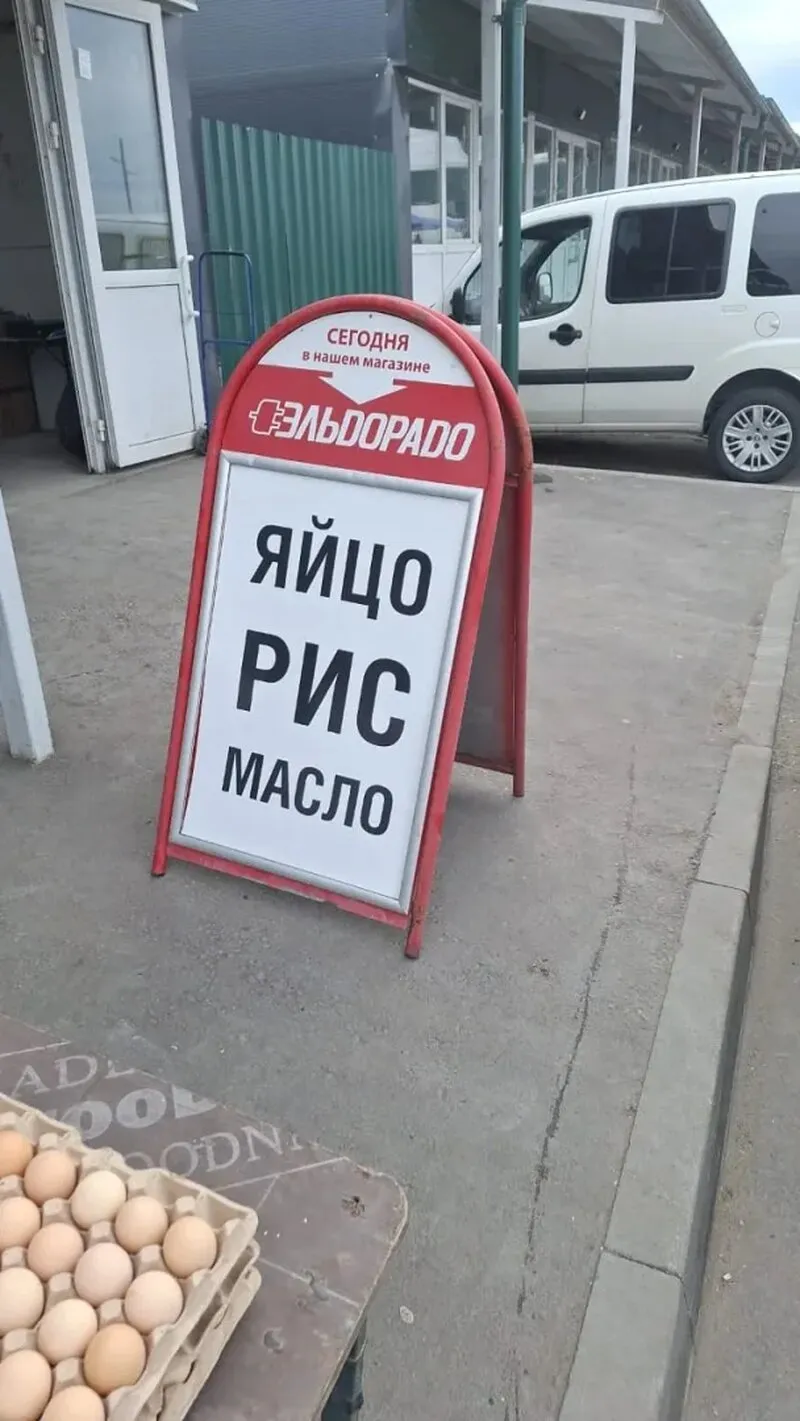 СЕГОДНЯ
в нашем магазине
ЭЛЬДОРАДО
ЯЙЦО
РИС
МАСЛО